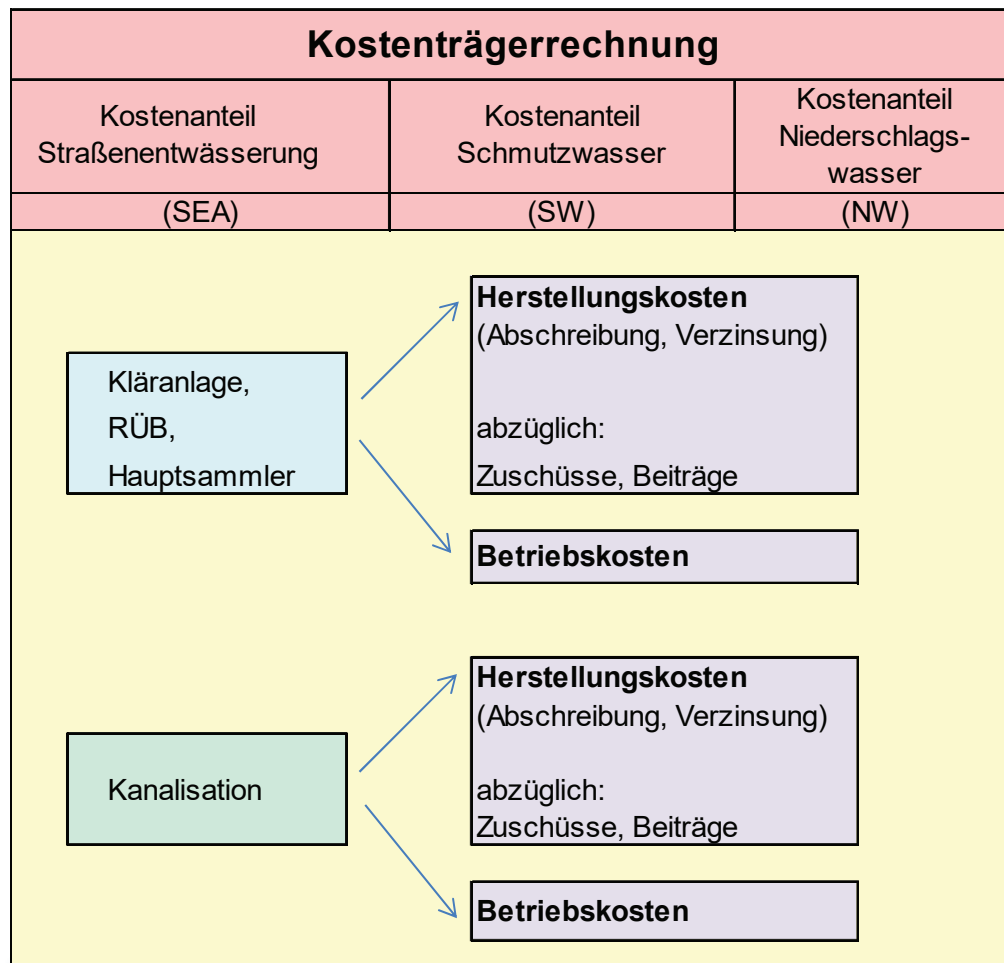 Kostenträgerrechnung
Kostenanteil
Straßenentwässerung
Kostenanteil
Schmutzwasser
Kostenanteil
Niederschlags-
wasser
(SEA)
(SW)
(NW)
Kläranlage,
RÜB,
Hauptsammler
Herstellungskosten
(Abschreibung, Verzinsung)
abzüglich:
Zuschüsse, Beiträge
Betriebskosten
Kanalisation
Herstellungskosten
(Abschreibung, Verzinsung)
abzüglich:
Zuschüsse, Beiträge
Betriebskosten